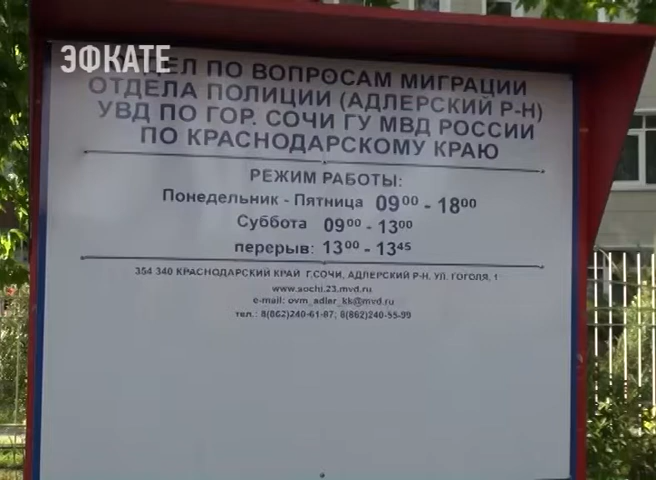 ЭФКАТЕ
ОТДЕЛ ПО ВОПРОСАМ МИГРАЦИИ
ОТДЕЛА ПОЛИЦИИ (АДЛЕРСКИЙ Р-Н)
УВД ПО ГОР. СОЧИ ГУ МВД РОССИИ
ПО КРАСНОДАРСКОМУ КРАЮ
РЕЖИМ РАБОТЫ:
Понедельник - Пятница 09⁰⁰ - 18⁰⁰
Суббота 09⁰⁰ - 13⁰⁰
перерыв: 13⁰⁰ - 13⁴⁵
354 340 КРАСНОДАРСКИЙ КРАЙ Г.СОЧИ, АДЛЕРСКИЙ Р-Н, УЛ. ГОГОЛЯ, 1
www.sochi.23.mvd.ru
e-mail: ovm_adlar_kk@mvd.ru
тел.: 8(862)240-61-87; 8(862)240-55-99